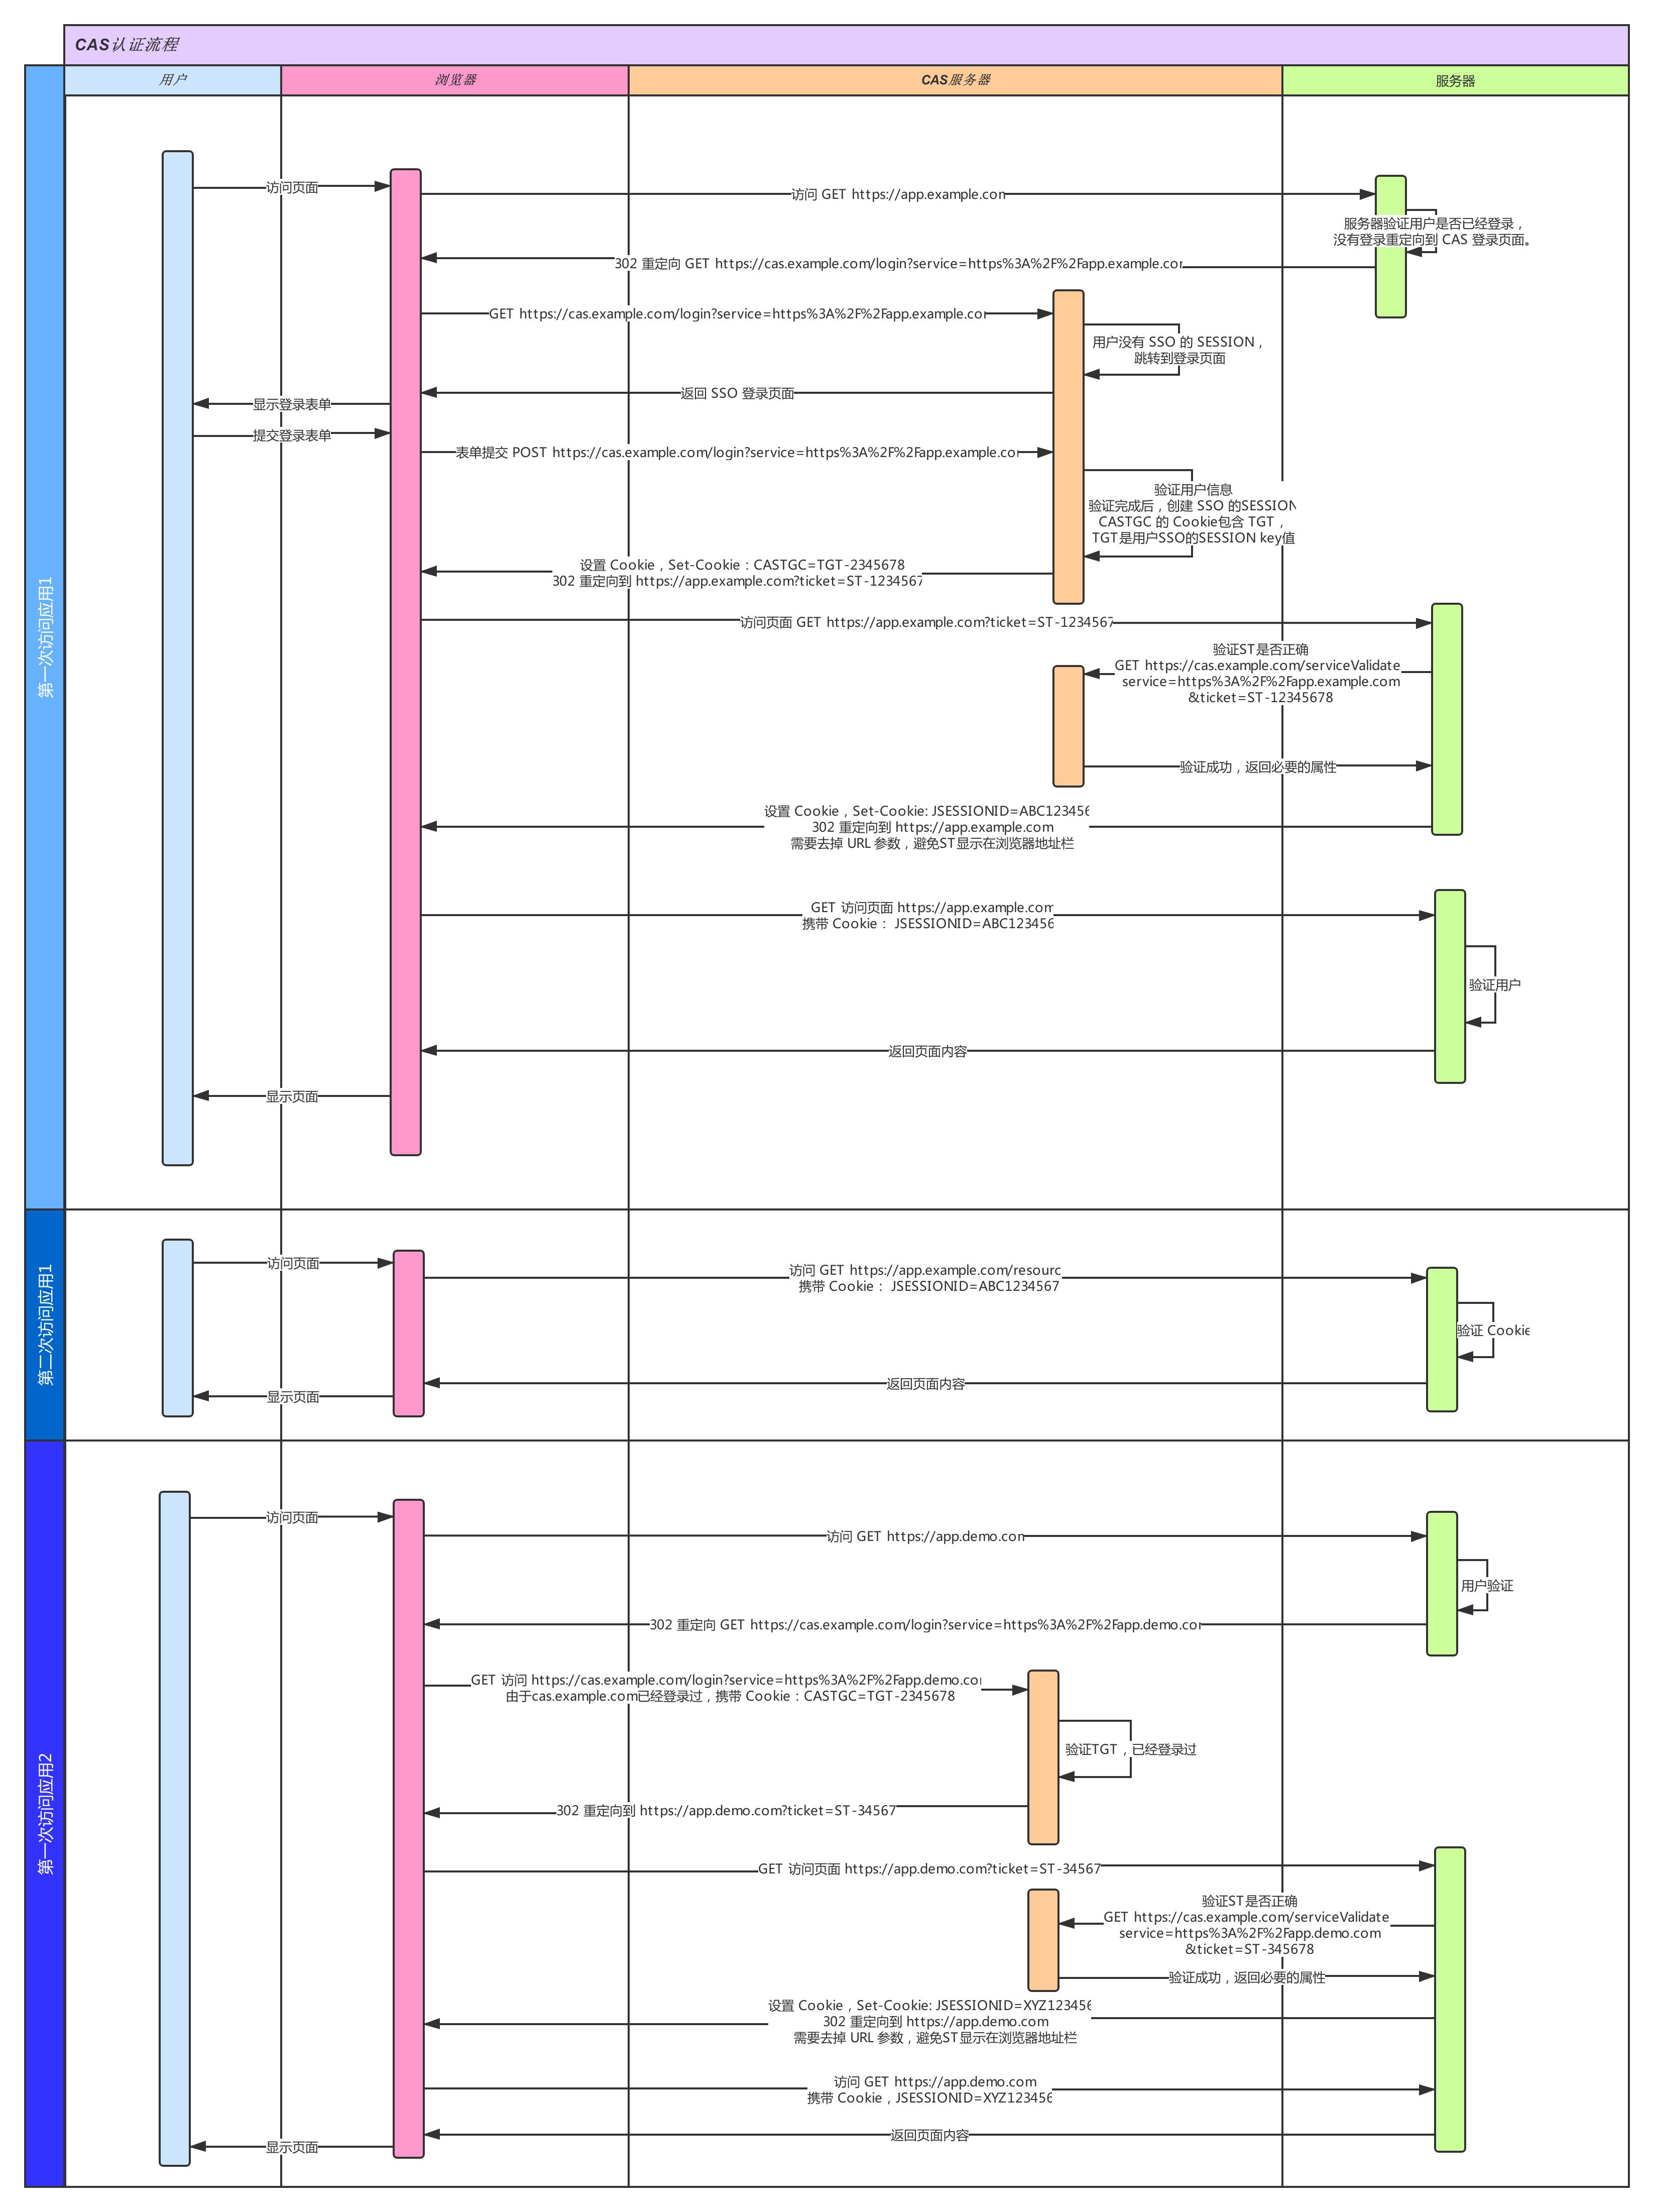 CAS认证流程
用户
浏览器
CAS服务器
服务器
第一次访问应用1
访问页面
访问 GET https://app.example.con
服务器验证用户是否已经登录，
没有登录重定向到 CAS 登录页面。
302 重定向 GET https://cas.example.com/login?service=https%3A%2F%2Fapp.example.cor
GET https://cas.example.com/login?service=https%3A%2F%2Fapp.example.cor
用户没有 SSO 的 SESSION，
跳转到登录页面
返回 SSO 登录页面
显示登录表单
提交登录表单
表单提交 POST https://cas.example.com/login?service=https%3A%2F%2Fapp.example.cor
验证用户信息
验证完成后，创建 SSO 的SESSION
CASTGC 的 Cookie包含 TGT，
TGT是用户SSO的SESSION key值
设置 Cookie，Set-Cookie：CASTGC=TGT-2345678
302 重定向到 https://app.example.com?ticket=ST-1234567
访问页面 GET https://app.example.com?ticket=ST-1234567
验证ST是否正确
GET https://cas.example.com/serviceValidate
service=https%3A%2F%2Fapp.example.com
&ticket=ST-12345678
验证成功，返回必要的属性
设置 Cookie，Set-Cookie: JSESSIONID=ABC123456
302 重定向到 https://app.example.com
需要去掉 URL 参数，避免ST显示在浏览器地址栏
GET 访问页面 https://app.example.com
携带 Cookie： JSESSIONID=ABC123456
验证用户
返回页面内容
显示页面
第二次访问应用1
访问页面
访问 GET https://app.example.com/resourc
携带 Cookie： JSESSIONID=ABC1234567
验证 Cookie
返回页面内容
显示页面
第一次访问应用2
访问页面
访问 GET https://app.demo.con
用户验证
302 重定向 GET https://cas.example.com/login?service=https%3A%2F%2Fapp.demo.cor
GET 访问 https://cas.example.com/login?service=https%3A%2F%2Fapp.demo.cor
由于cas.example.com已经登录过，携带 Cookie：CASTGC=TGT-2345678
验证TGT，已经登录过
302 重定向到 https://app.demo.com?ticket=ST-34567
GET 访问页面 https://app.demo.com?ticket=ST-34567
验证ST是否正确
GET https://cas.example.com/serviceValidate
service=https%3A%2F%2Fapp.demo.com
&ticket=ST-345678
验证成功，返回必要的属性
设置 Cookie，Set-Cookie: JSESSIONID=XYZ123456
302 重定向到 https://app.demo.com
需要去掉 URL 参数，避免ST显示在浏览器地址栏
访问 GET https://app.demo.com
携带 Cookie，JSESSIONID=XYZ123456
返回页面内容
显示页面